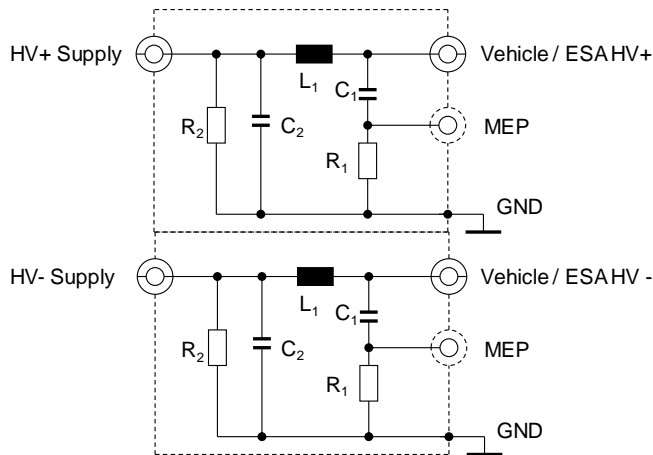 HV+ Supply
Vehicle / ESA HV+
L1
C1
MEP
R2
C2
R1
GND
HV- Supply
Vehicle / ESA HV -
L1
C1
MEP
R2
C2
R1
GND